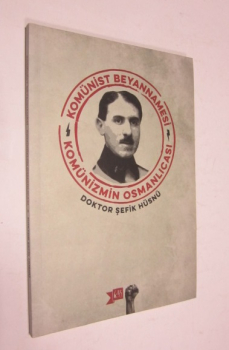 KOMÜNİST BEYANNAMESİ
KOMÜNİZMİN OSMANLICASI
DOKTOR ŞEFİK HÜSNÜ